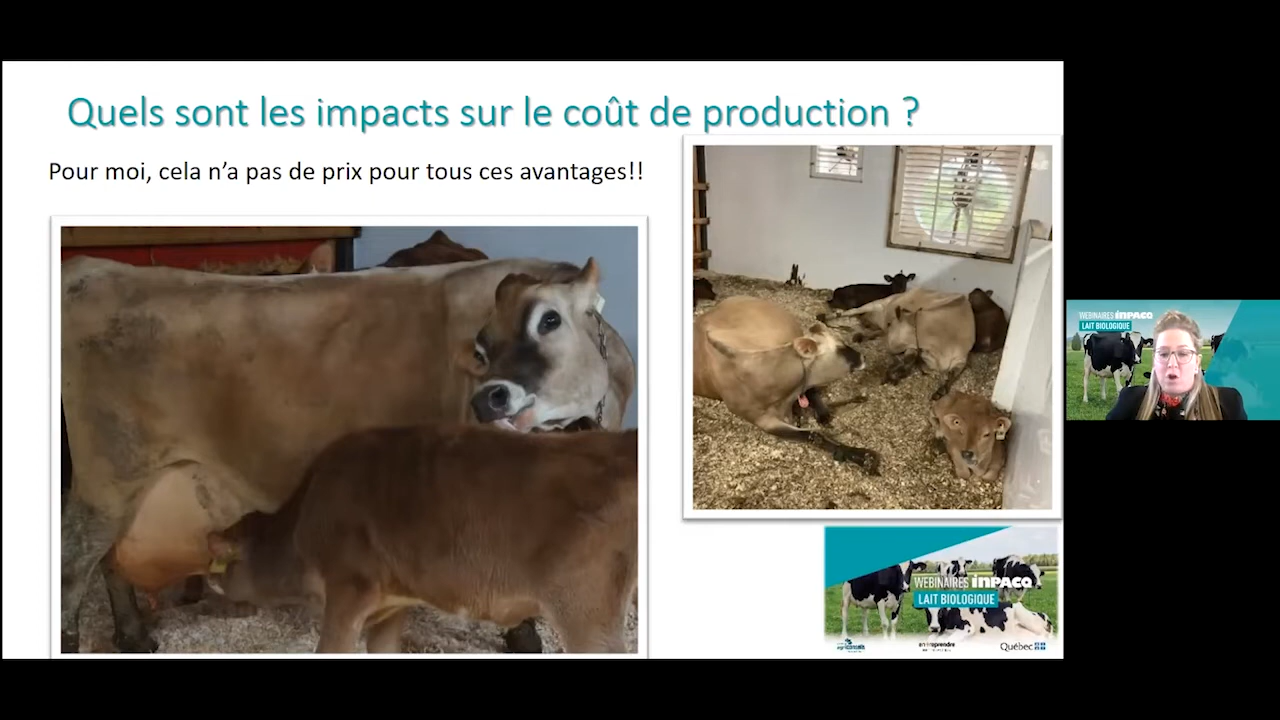 Quels sont les impacts sur le coût de production ?
Pour moi, cela n’a pas de prix pour tous ces avantages!!
WEBINAIRES INPACQ
LAIT BIOLOGIQUE
WEBINAIRES INPACQ
LAIT BIOLOGIQUE
Québec